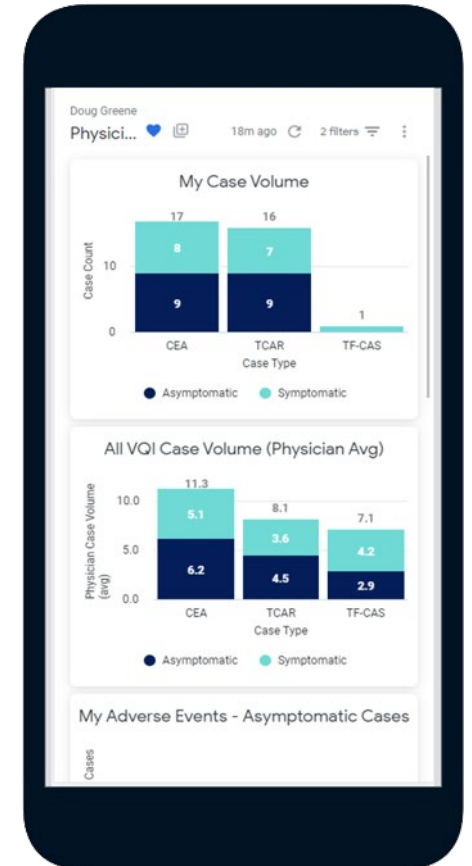 Doug Greene
Physici... 18m ago 2 filters
My Case Volume
17 16
8 7
10
9 9 1
0
Case Count
CEA TCAR TF-CAS
Case Type
Asymptomatic Symptomatic
All VQI Case Volume (Physician Avg)
11.3
10.0
5.1 8.1 7.1
3.6 4.2
5.0
6.2 4.5 2.9
0.0
Physician Case Volume
(avg)
CEA TCAR TF-CAS
Case Type
Asymptomatic Symptomatic
My Adverse Events - Asymptomatic Cases
Cases